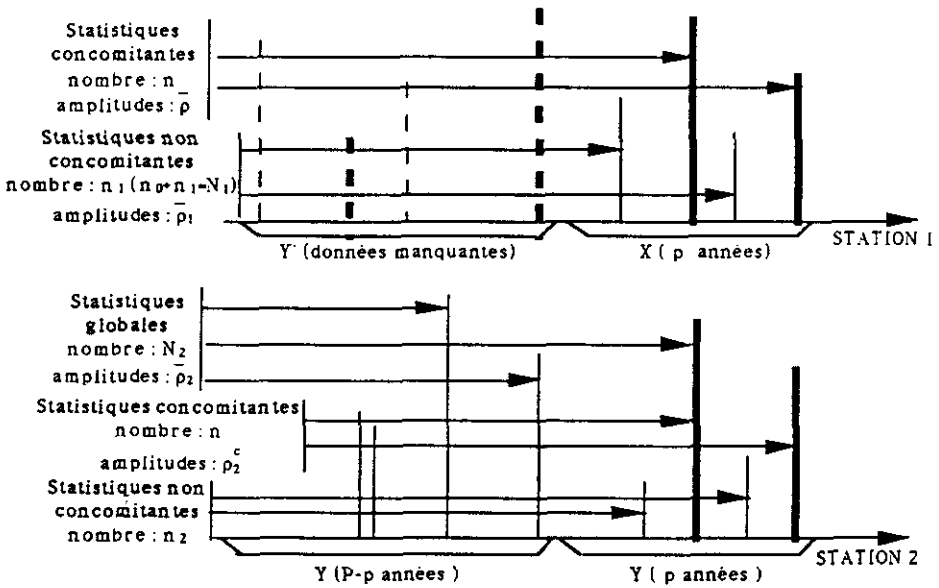 Statistiques
concomitantes
nombre : n
amplitudes : ρ̄
Statistiques non
concomitantes
nombre : n₁ (n₀+n₁=N₁)
amplitudes : ρ̄₁
Y' (données manquantes)
X ( p années)
STATION 1
Statistiques
globales
nombre : N₂
amplitudes : ρ̄₂
Statistiques concomitantes
nombre : n
amplitudes : ρ₂ᶜ
Statistiques non
concomitantes
nombre : n₂
Y (P-p années )
Y ( p années)
STATION 2